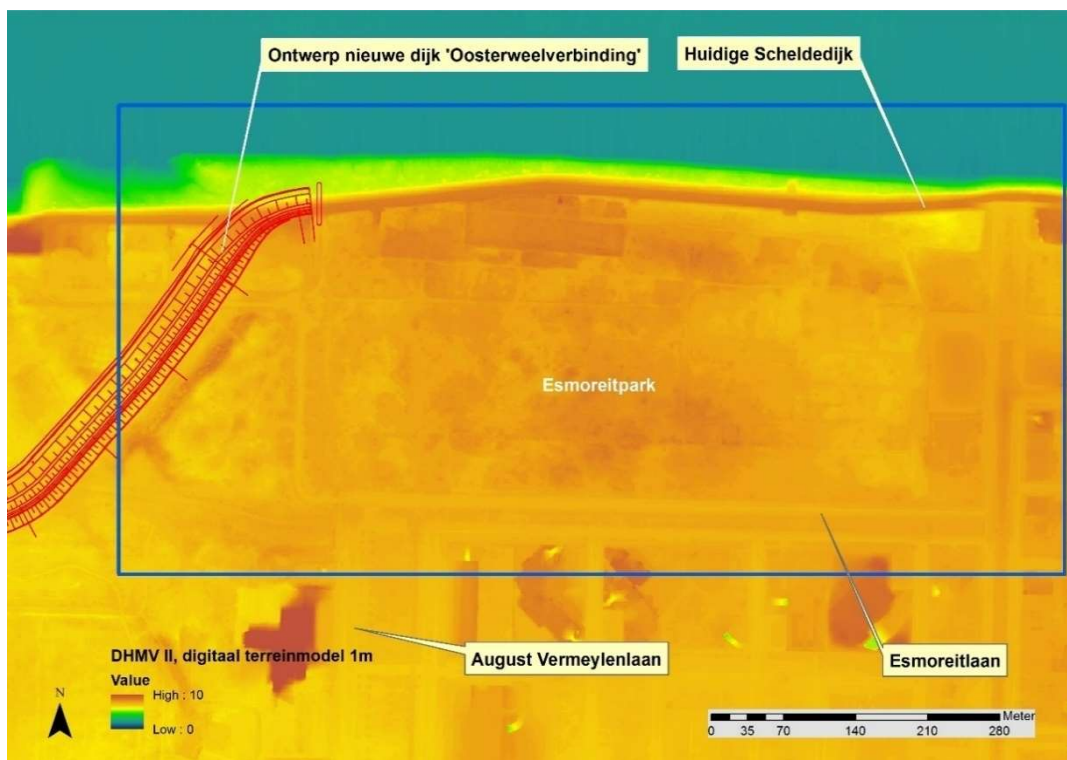 Ontwerp nieuwe dijk 'Oosterweelverbinding'
Huidige Scheldedijk
Esmoreitpark
August Vermeylenlaan
Esmoreitlaan
DHMV II, digitaal terreinmodel 1m
Value
High : 10
Low : 0
N
Meter
0 35 70 140 210 280